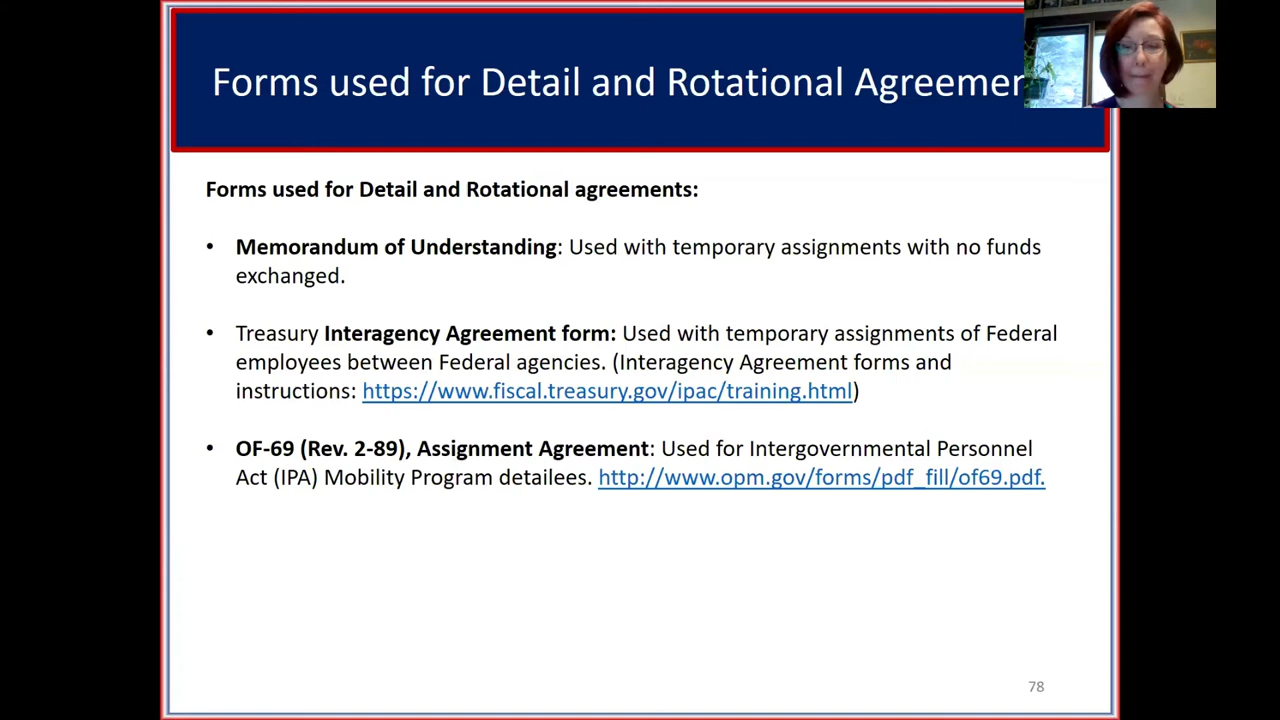 Forms used for Detail and Rotational Agreemen
Forms used for Detail and Rotational agreements:
• Memorandum of Understanding: Used with temporary assignments with no funds
exchanged.
• Treasury Interagency Agreement form: Used with temporary assignments of Federal
employees between Federal agencies. (Interagency Agreement forms and
instructions: https://www.fiscal.treasury.gov/ipac/training.html)
• OF-69 (Rev. 2-89), Assignment Agreement: Used for Intergovernmental Personnel
Act (IPA) Mobility Program detailees. http://www.opm.gov/forms/pdf_fill/of69.pdf.
78